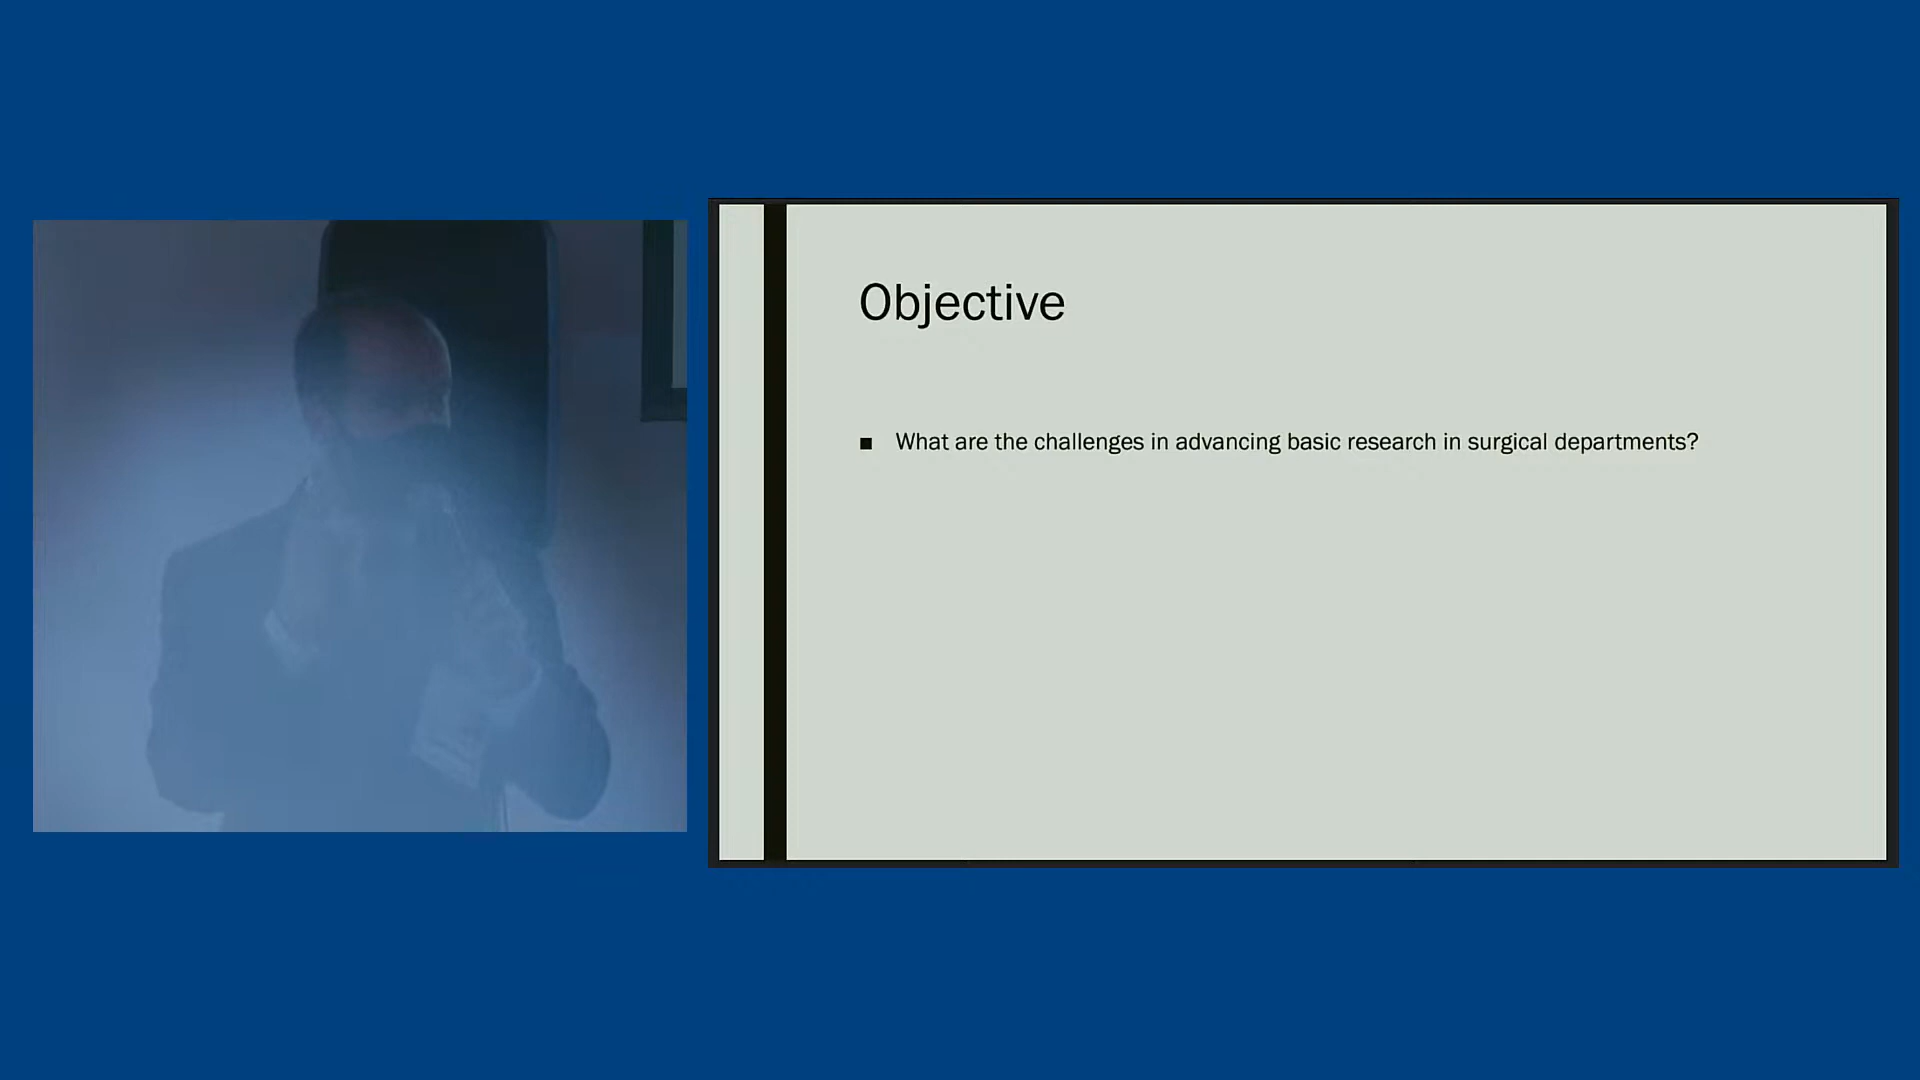 Objective
■ What are the challenges in advancing basic research in surgical departments?